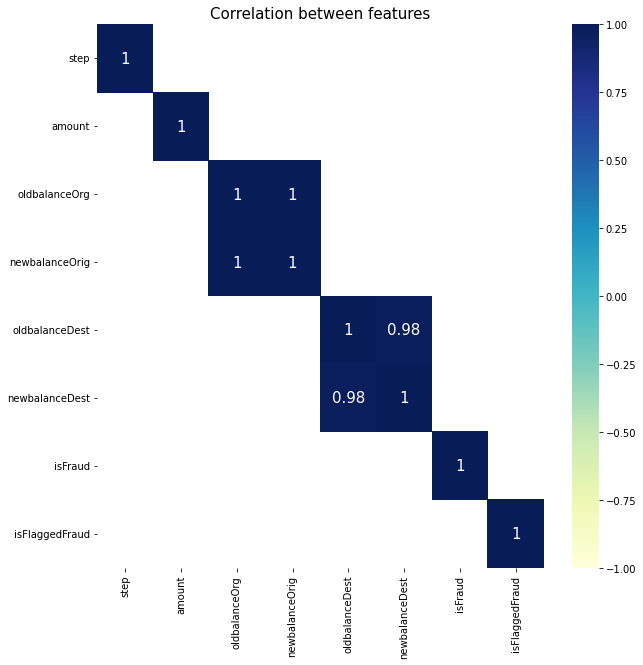 Correlation between features
step
amount
oldbalanceOrg
newbalanceOrig
oldbalanceDest
newbalanceDest
isFraud
isFlaggedFraud
1
1
1 1
1 1
1 0.98
0.98 1
1
1
step
amount
oldbalanceOrg
newbalanceOrig
oldbalanceDest
newbalanceDest
isFraud
isFlaggedFraud
1.00
0.75
0.50
0.25
0.00
−0.25
−0.50
−0.75
−1.00